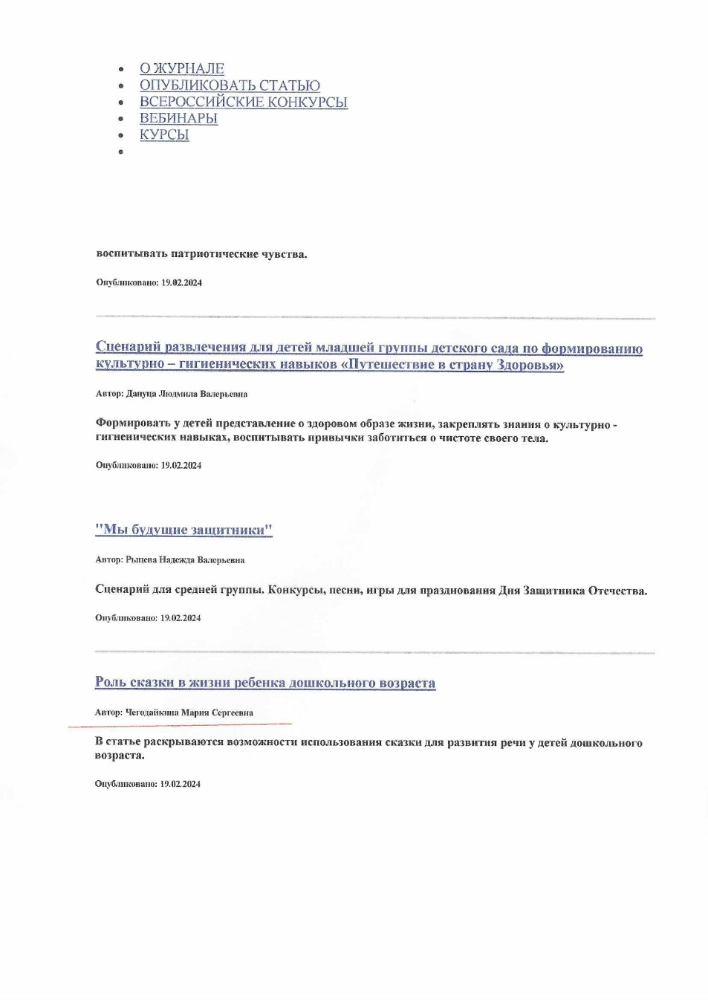 О ЖУРНАЛЕ
ОПУБЛИКОВАТЬ СТАТЬЮ
ВСЕРОССИЙСКИЕ КОНКУРСЫ
ВЕБИНАРЫ
КУРСЫ
воспитывать патриотические чувства.
Опубликовано: 19.02.2024
Сценарий развлечения для детей младшей группы детского сада по формированию
культурно – гигиенических навыков «Путешествие в страну Здоровья»
Автор: Дануца Людмила Валерьевна
Формировать у детей представление о здоровом образе жизни, закреплять знания о культурно -
гигиенических навыках, воспитывать привычки заботиться о чистоте своего тела.
Опубликовано: 19.02.2024
"Мы будущие защитники"
Автор: Рыцева Надежда Валерьевна
Сценарий для средней группы. Конкурсы, песни, игры для празднования Дня Защитника Отечества.
Опубликовано: 19.02.2024
Роль сказки в жизни ребенка дошкольного возраста
Автор: Чегодайкина Мария Сергеевна
В статье раскрываются возможности использования сказки для развития речи у детей дошкольного
возраста.
Опубликовано: 19.02.2024